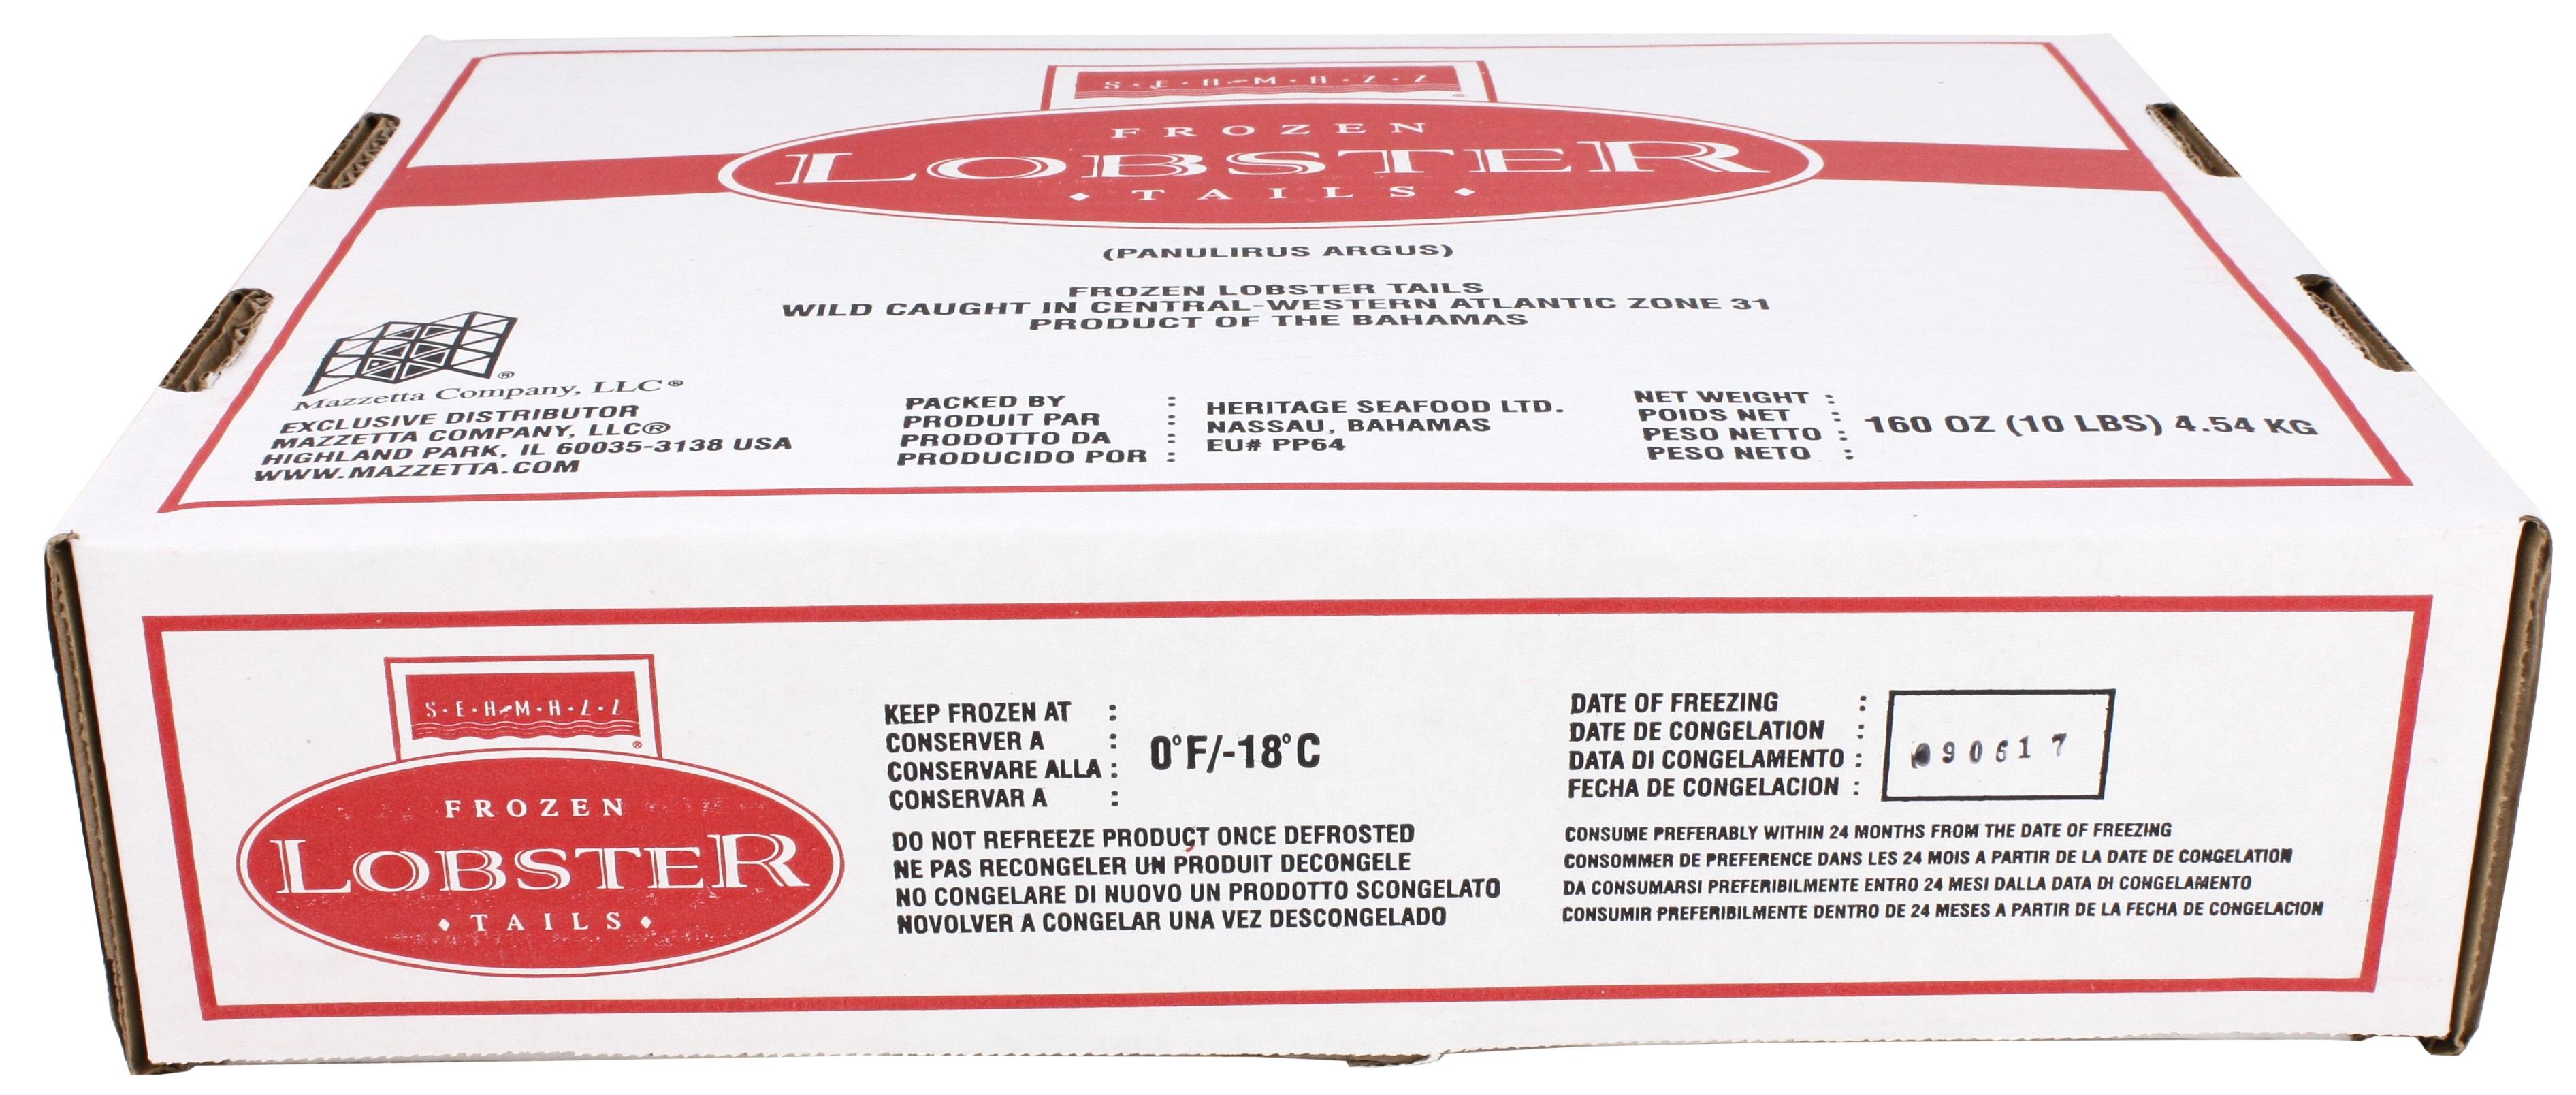 S·E·A·M·A·Z·Z
®
FROZEN
LOBSTER
TAILS
(PANULIRUS ARGUS)
FROZEN LOBSTER TAILS
WILD CAUGHT IN CENTRAL-WESTERN ATLANTIC ZONE 31
PRODUCT OF THE BAHAMAS
®
Mazzetta Company, LLC®
EXCLUSIVE DISTRIBUTOR
MAZZETTA COMPANY, LLC®
HIGHLAND PARK, IL 60035-3138 USA
WWW.MAZZETTA.COM
PACKED BY :
PRODUIT PAR :
PRODOTTO DA :
PRODUCIDO POR :
HERITAGE SEAFOOD LTD.
NASSAU, BAHAMAS
EU# PP64
NET WEIGHT :
POIDS NET :
PESO NETTO :
PESO NETO :
160 OZ (10 LBS) 4.54 KG
S·E·A·M·A·Z·Z
®
FROZEN
LOBSTER
TAILS
KEEP FROZEN AT :
CONSERVER A :
CONSERVARE ALLA :
CONSERVAR A :
0°F/-18°C
DO NOT REFREEZE PRODUCT ONCE DEFROSTED
NE PAS RECONGELER UN PRODUIT DECONGELE
NO CONGELARE DI NUOVO UN PRODOTTO SCONGELATO
NOVOLVER A CONGELAR UNA VEZ DESCONGELADO
DATE OF FREEZING :
DATE DE CONGELATION :
DATA DI CONGELAMENTO :
FECHA DE CONGELACION :
CONSUME PREFERABLY WITHIN 24 MONTHS FROM THE DATE OF FREEZING
CONSOMMER DE PREFERENCE DANS LES 24 MOIS A PARTIR DE LA DATE DE CONGELATION
DA CONSUMARSI PREFERIBILMENTE ENTRO 24 MESI DALLA DATA DI CONGELAMENTO
CONSUMIR PREFERIBILMENTE DENTRO DE 24 MESES A PARTIR DE LA FECHA DE CONGELACION